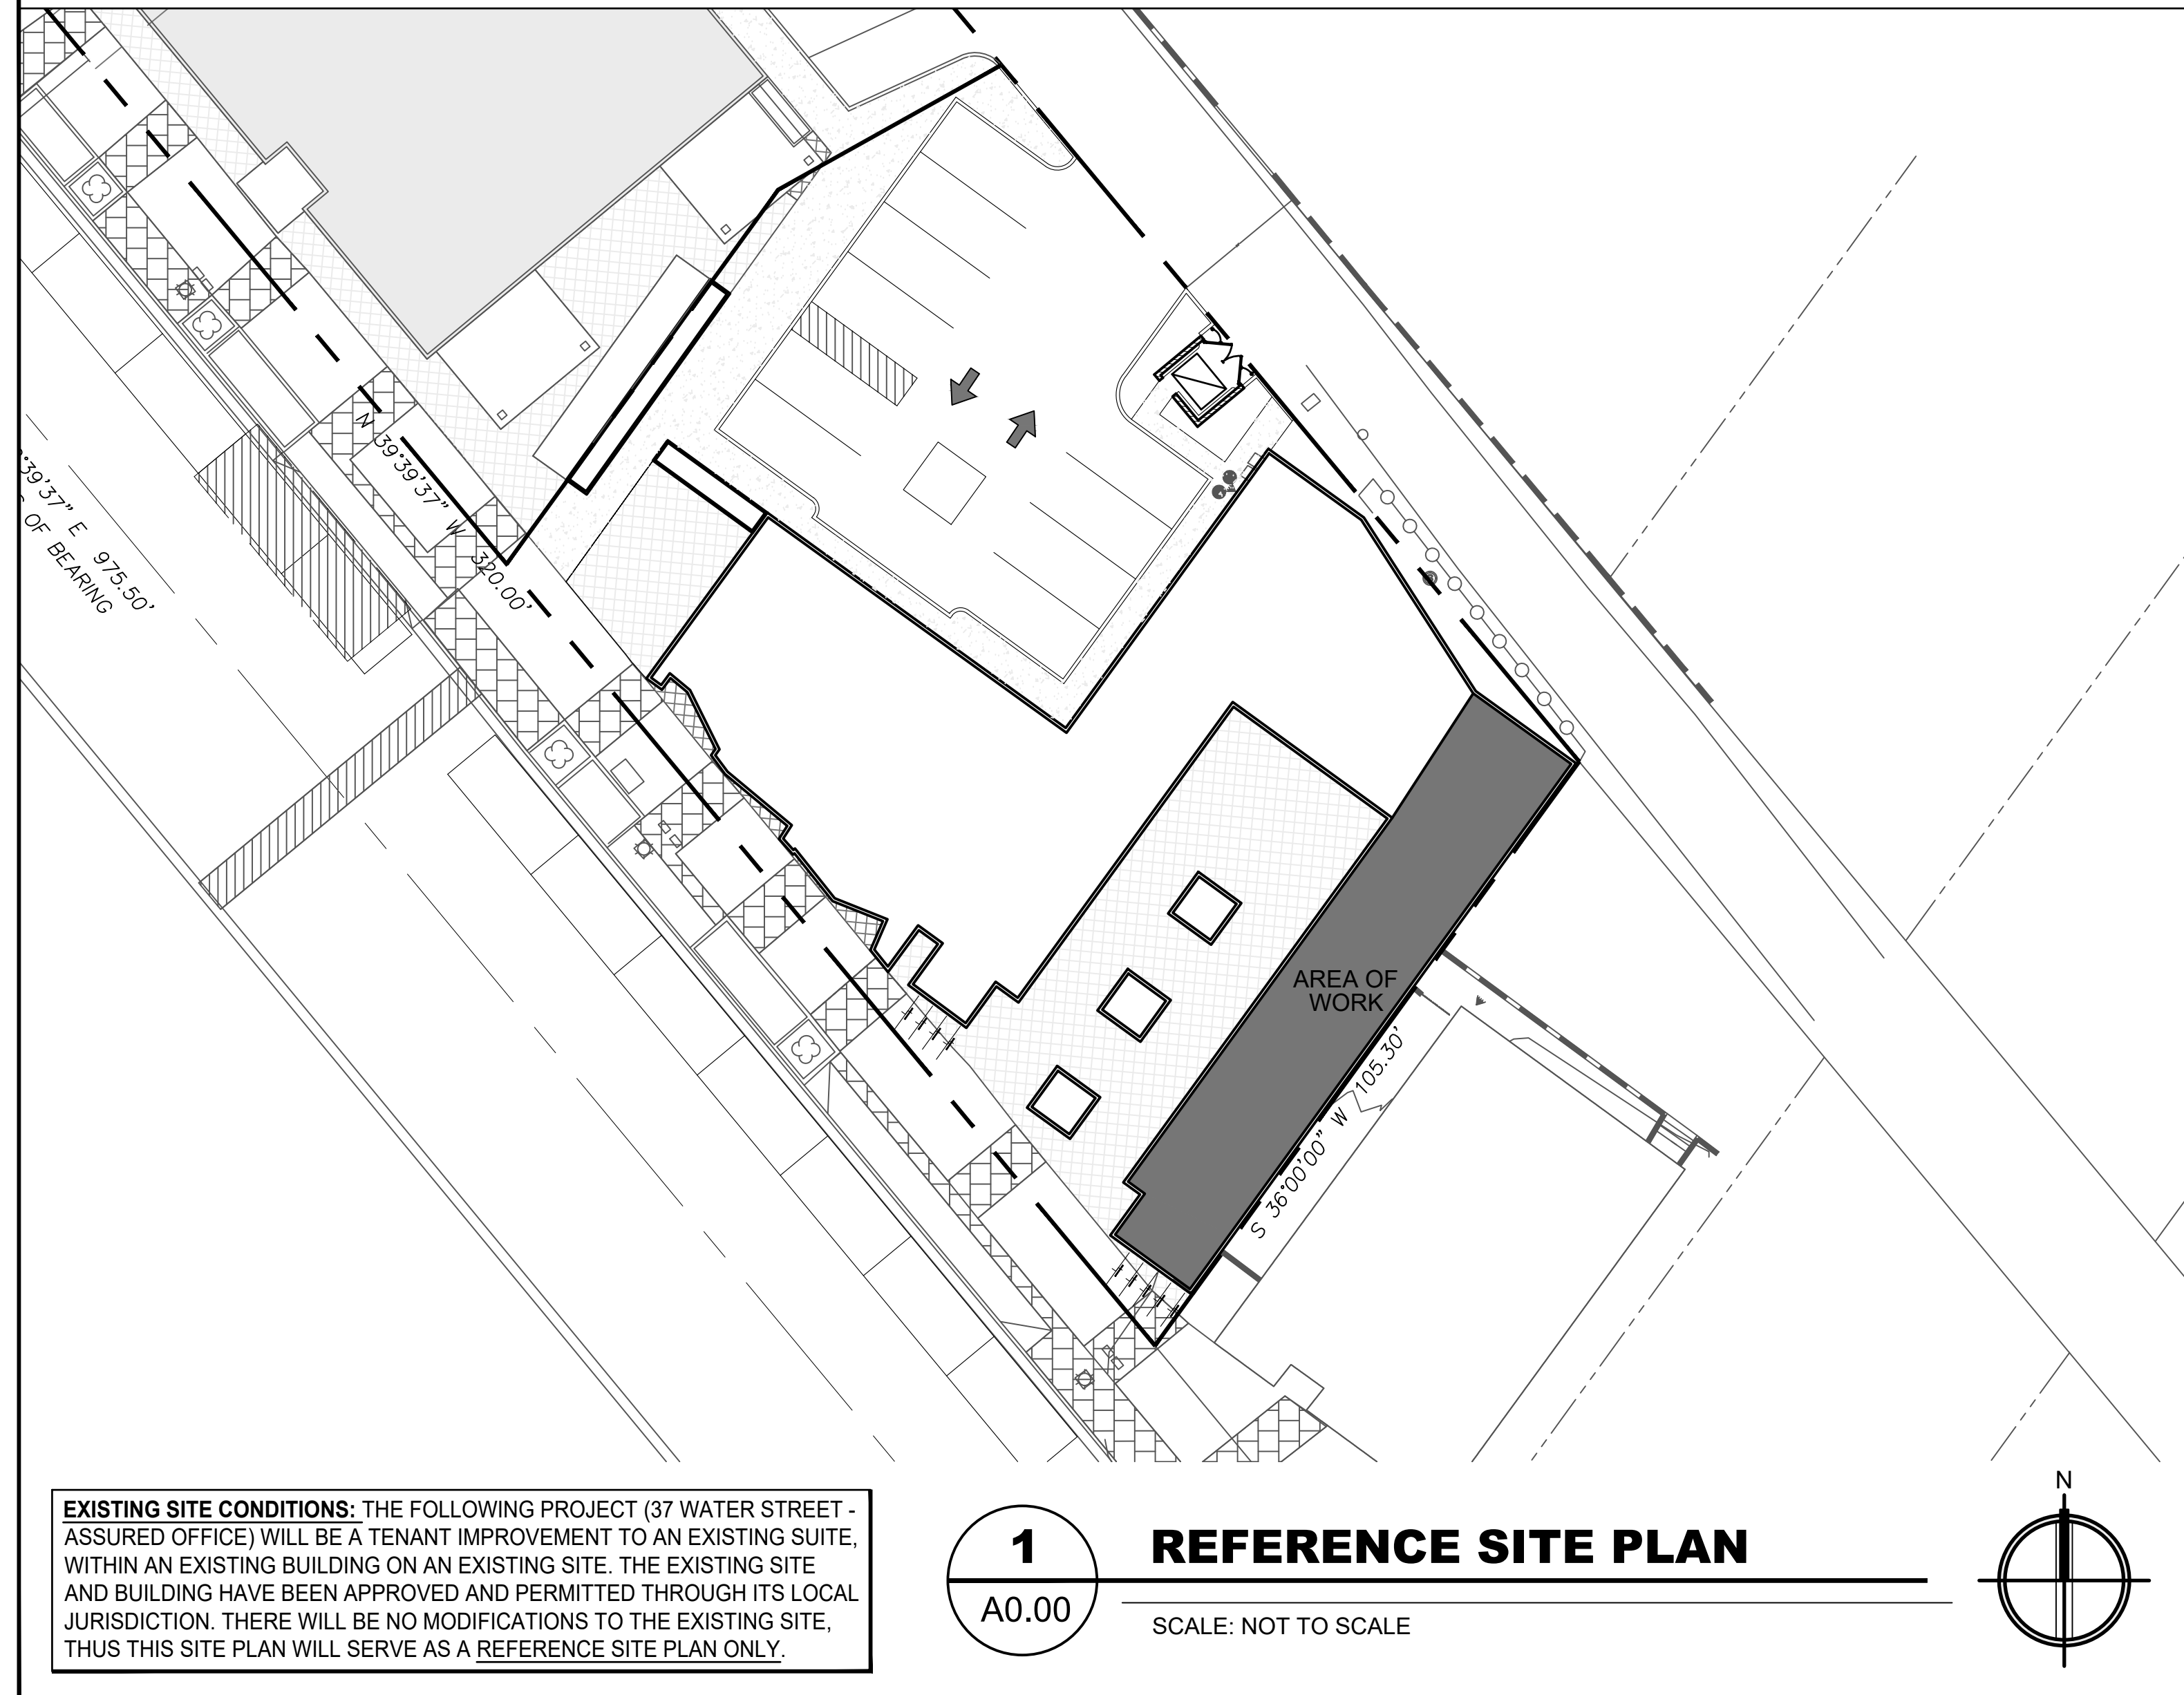 N 39°39'37" W 320.00'
°39'37" E 975.50'
OF BEARING
AREA OF
WORK
S 36°00'00" W 105.30'
EXISTING SITE CONDITIONS: THE FOLLOWING PROJECT (37 WATER STREET -
ASSURED OFFICE) WILL BE A TENANT IMPROVEMENT TO AN EXISTING SUITE,
WITHIN AN EXISTING BUILDING ON AN EXISTING SITE. THE EXISTING SITE
AND BUILDING HAVE BEEN APPROVED AND PERMITTED THROUGH ITS LOCAL
JURISDICTION. THERE WILL BE NO MODIFICATIONS TO THE EXISTING SITE,
THUS THIS SITE PLAN WILL SERVE AS A REFERENCE SITE PLAN ONLY.
1
A0.00
REFERENCE SITE PLAN
SCALE: NOT TO SCALE
N